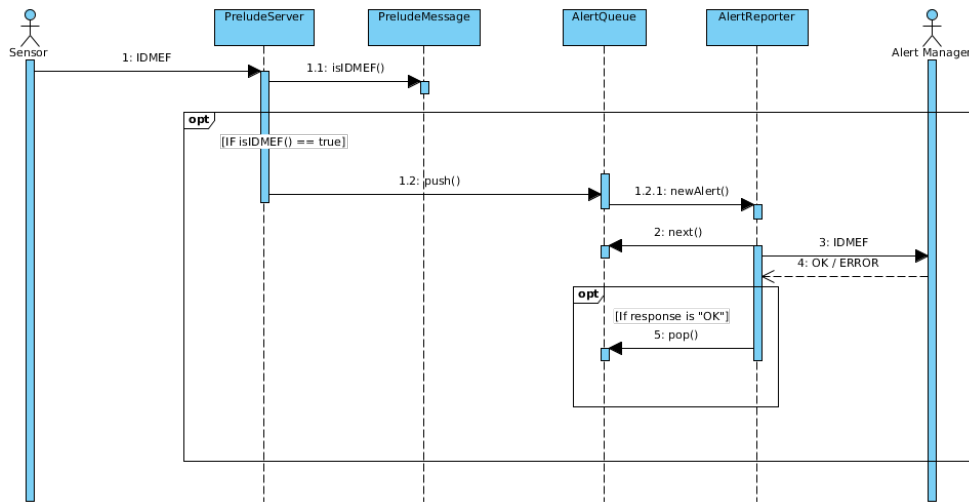 PreludeServer
PreludeMessage
AlertQueue
AlertReporter
Sensor
Alert Manager
1: IDMEF
1.1: isIDMEF()
opt
[IF isIDMEF() == true]
1.2: push()
1.2.1: newAlert()
2: next()
3: IDMEF
4: OK / ERROR
opt
[If response is "OK"]
5: pop()